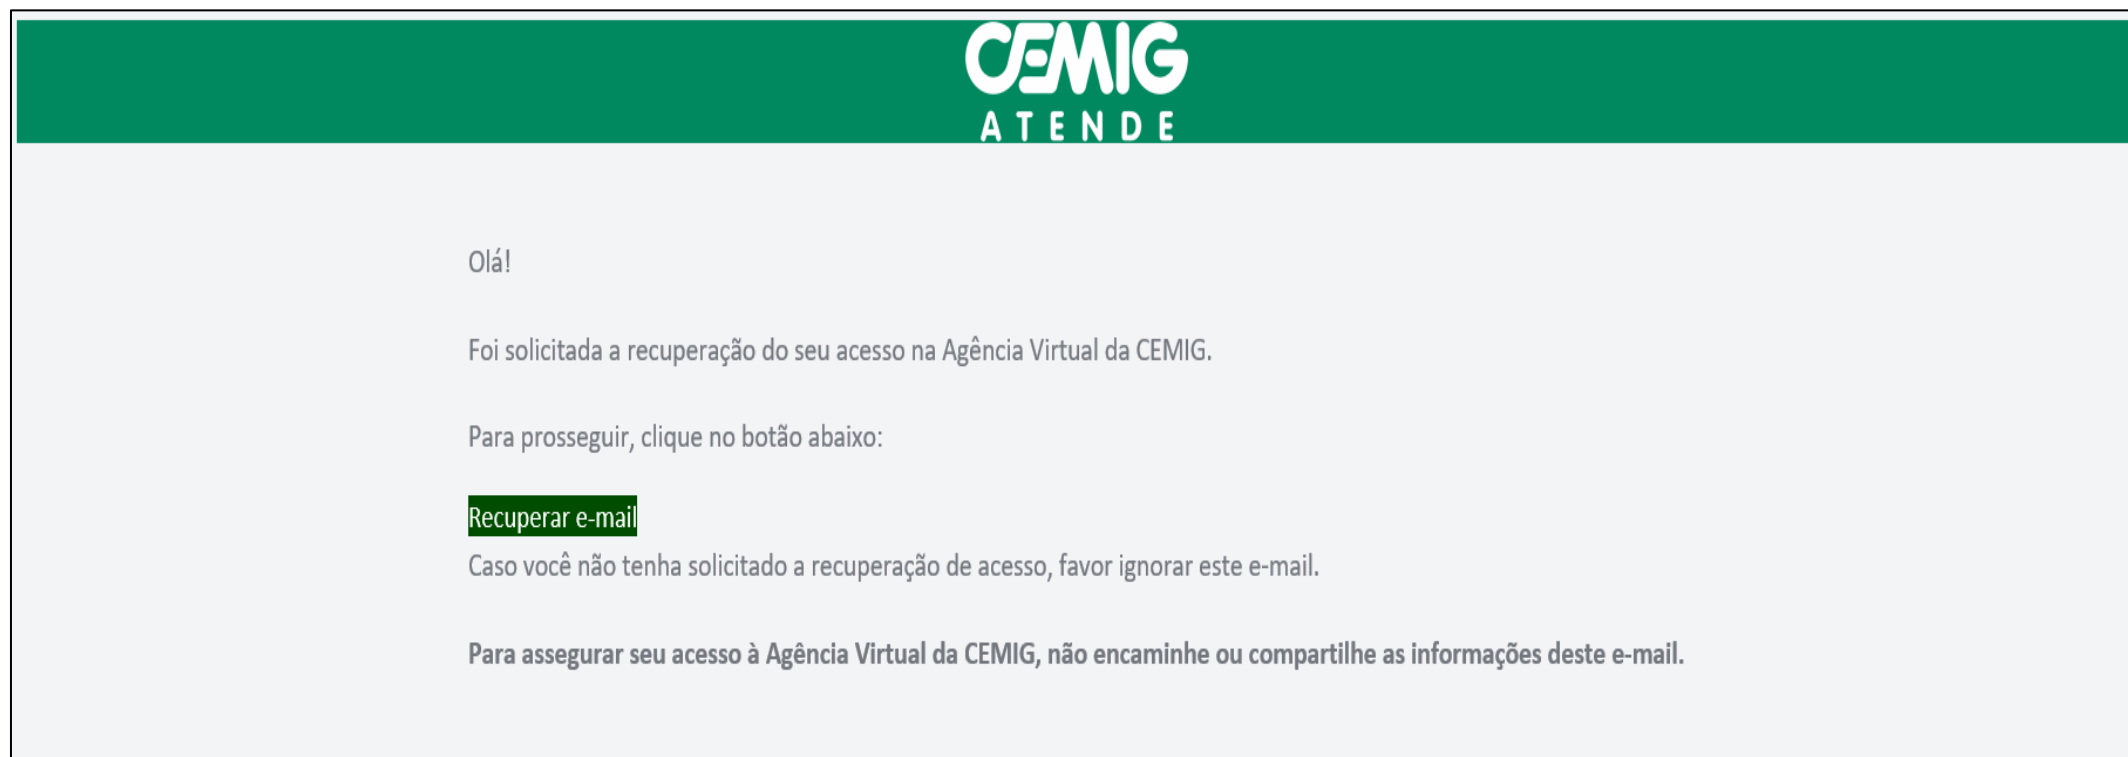 CEMIG
ATENDE
Olá!
Foi solicitada a recuperação do seu acesso na Agência Virtual da CEMIG.
Para prosseguir, clique no botão abaixo:
Recuperar e-mail
Caso você não tenha solicitado a recuperação de acesso, favor ignorar este e-mail.
Para assegurar seu acesso à Agência Virtual da CEMIG, não encaminhe ou compartilhe as informações deste e-mail.